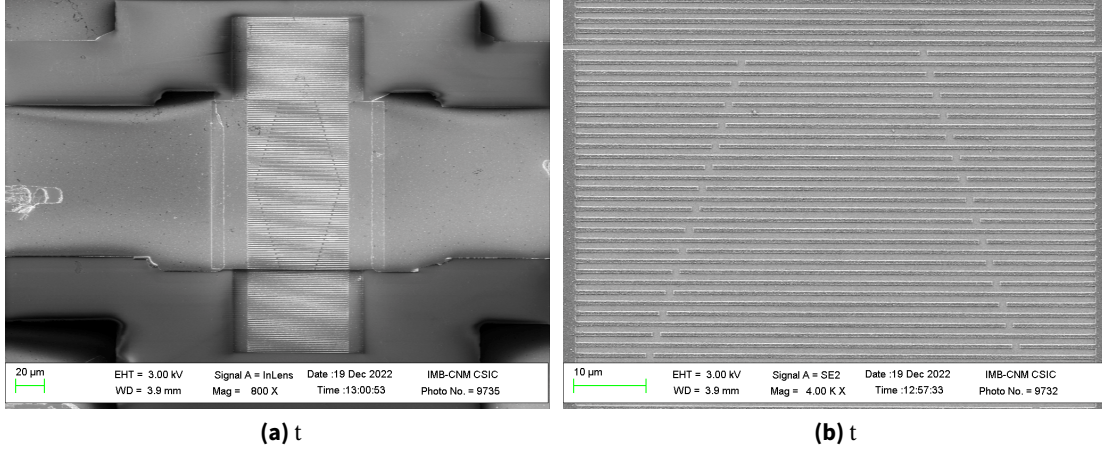 20 µm
EHT = 3.00 kV Signal A = InLens Date :19 Dec 2022 IMB-CNM CSIC
WD = 3.9 mm Mag = 800 X Time :13:00:53 Photo No. = 9735
10 µm
EHT = 3.00 kV Signal A = SE2 Date :19 Dec 2022 IMB-CNM CSIC
WD = 3.9 mm Mag = 4.00 K X Time :12:57:33 Photo No. = 9732
(a) t
(b) t